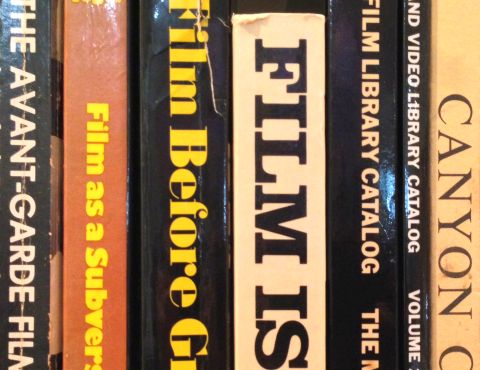 THE AVANT-GARDE FILM
Film as a Subvers
Film Before G
FILM IS
FILM LIBRARY CATALOG THE M
AND VIDEO LIBRARY CATALOG VOLUME
CANYON C